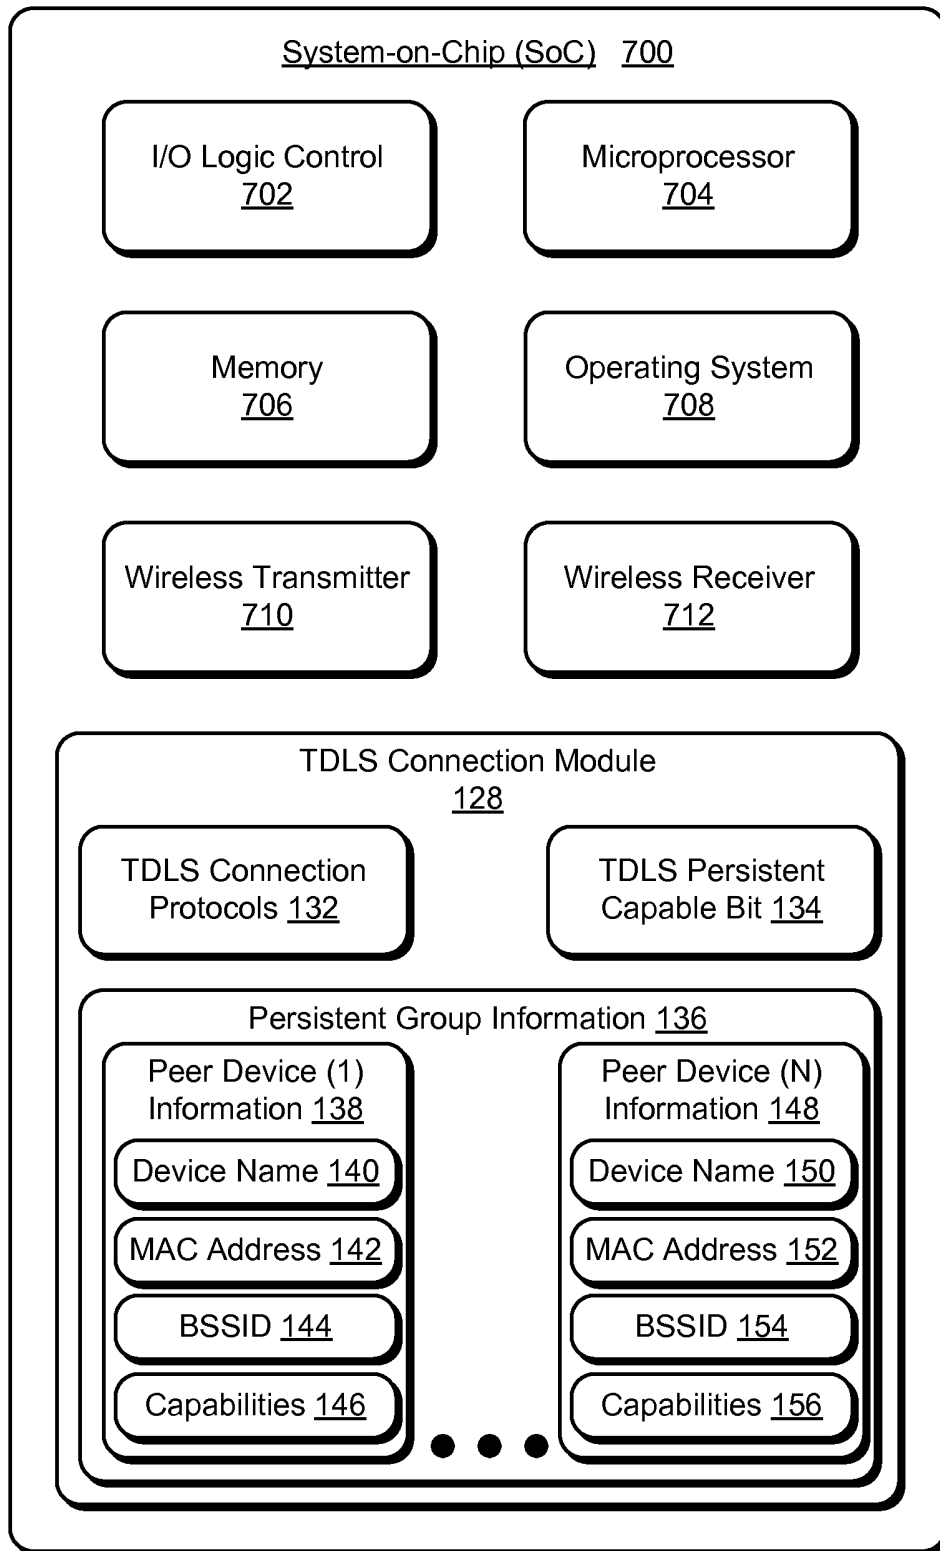 System-on-Chip (SoC) 700
I/O Logic Control
702
Microprocessor
704
Memory
706
Operating System
708
Wireless Transmitter
710
Wireless Receiver
712
TDLS Connection Module
128
TDLS Connection
Protocols 132
TDLS Persistent
Capable Bit 134
Persistent Group Information 136
Peer Device (1)
Information 138
Device Name 140
MAC Address 142
BSSID 144
Capabilities 146
Peer Device (N)
Information 148
Device Name 150
MAC Address 152
BSSID 154
Capabilities 156